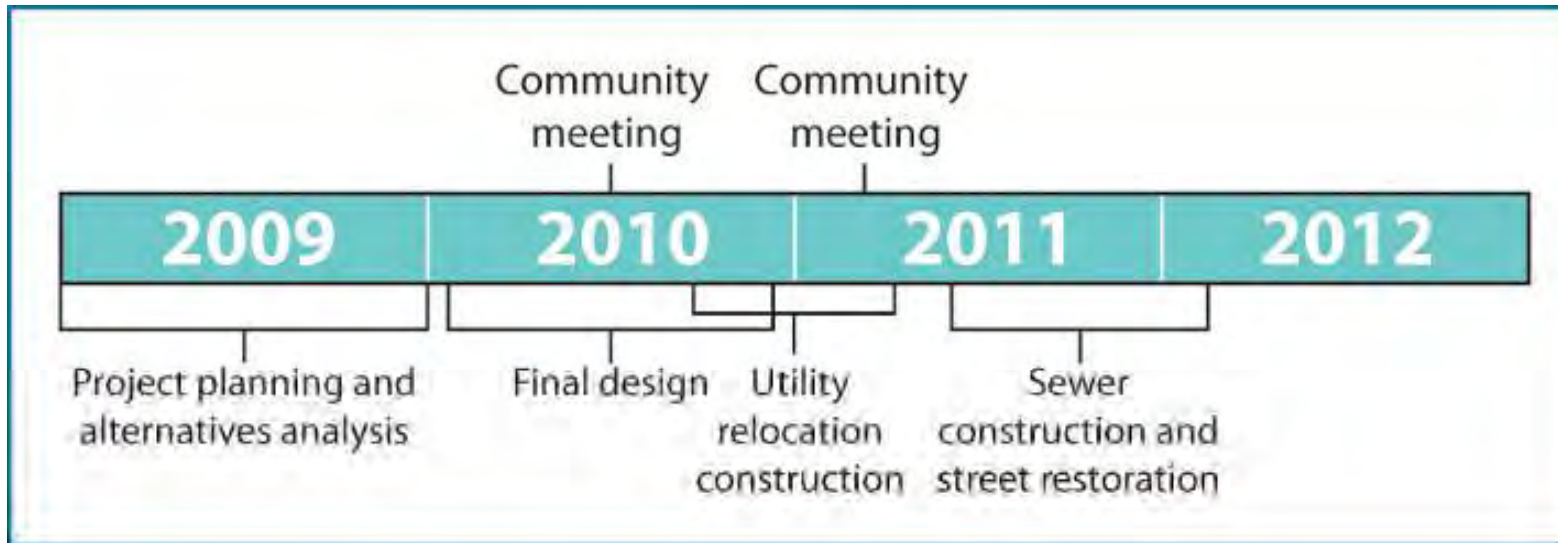 Community
meeting
Community
meeting
2009
2010
2011
2012
Project planning and
alternatives analysis
Final design
Utility
relocation
construction
Sewer
construction and
street restoration